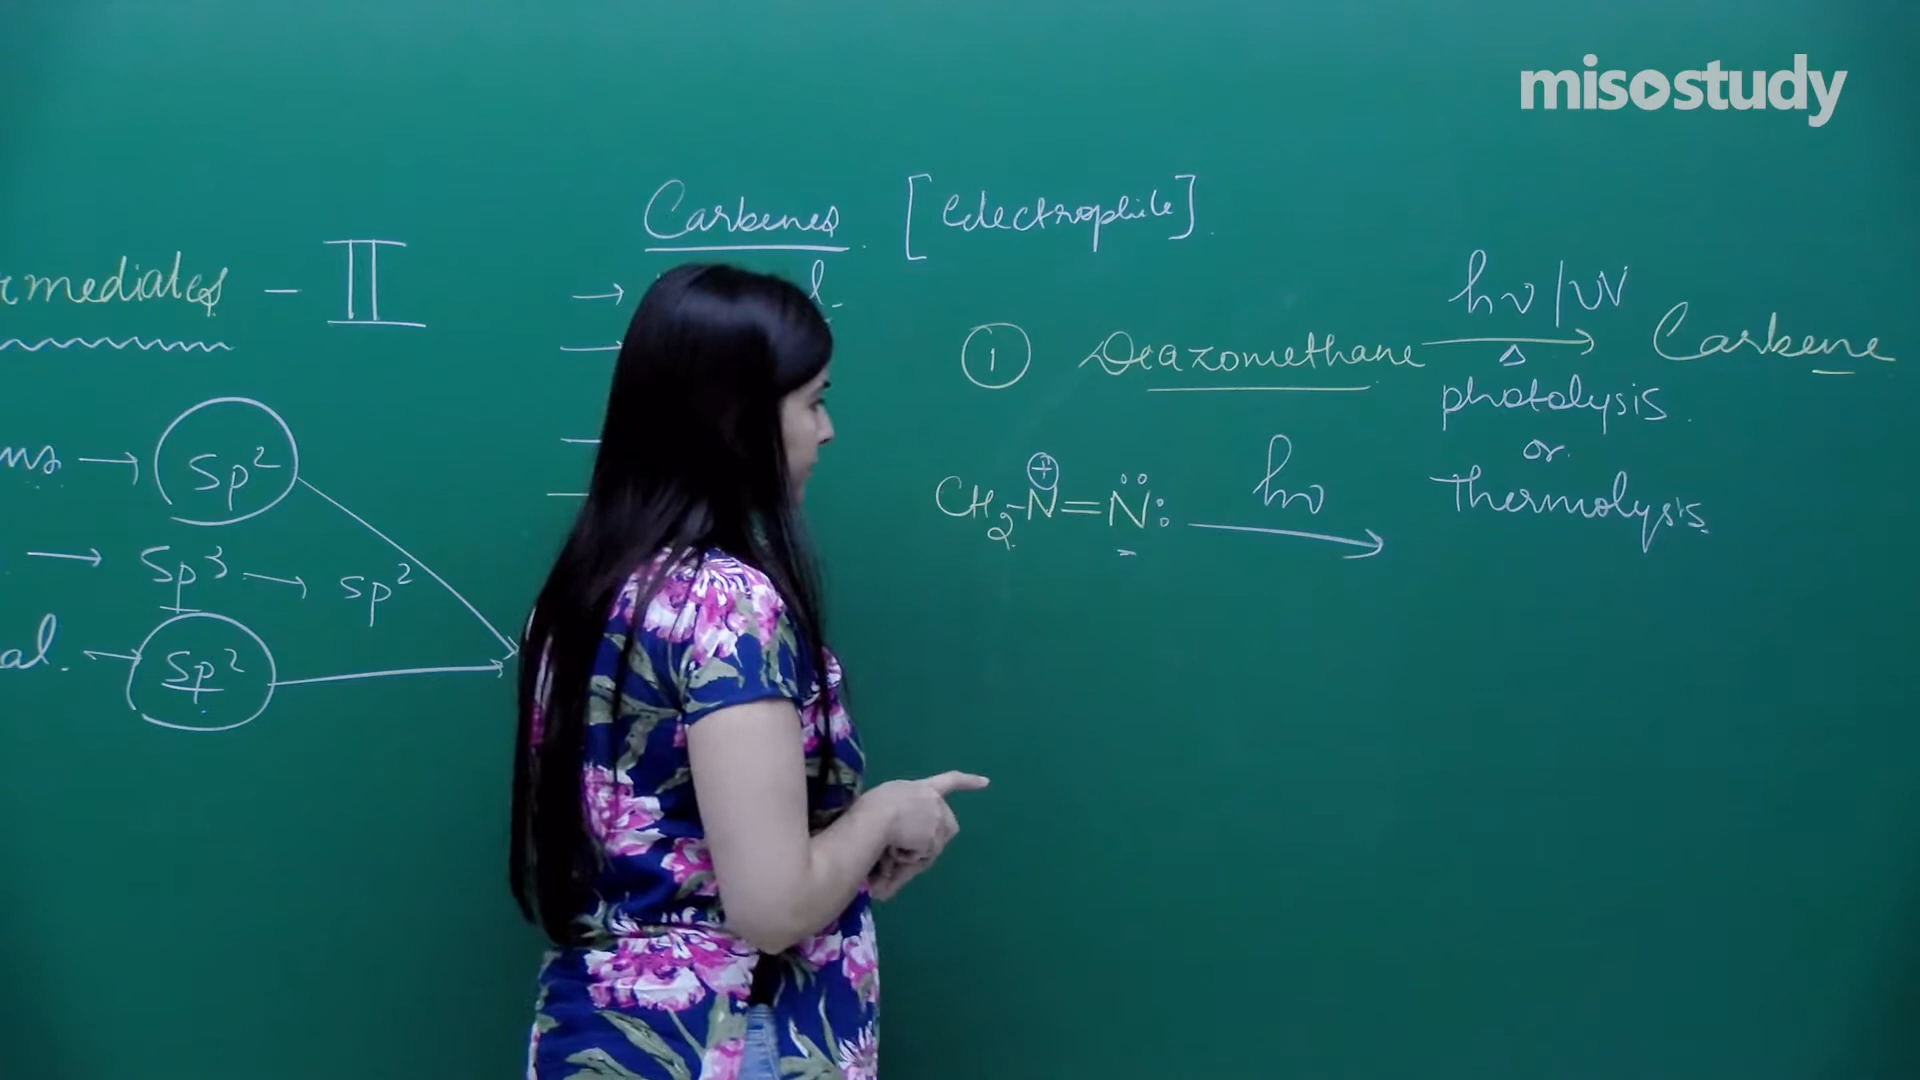 misostudy
Carbenes [electrophile]
rmediates - II
① Diazomethane hν/UV → Δ Carbene
photolysis
or
Thermolysis
ns → sp²
CH₂-N⊕=N̈: hν →
-
→ sp³ → sp²
al. → sp²